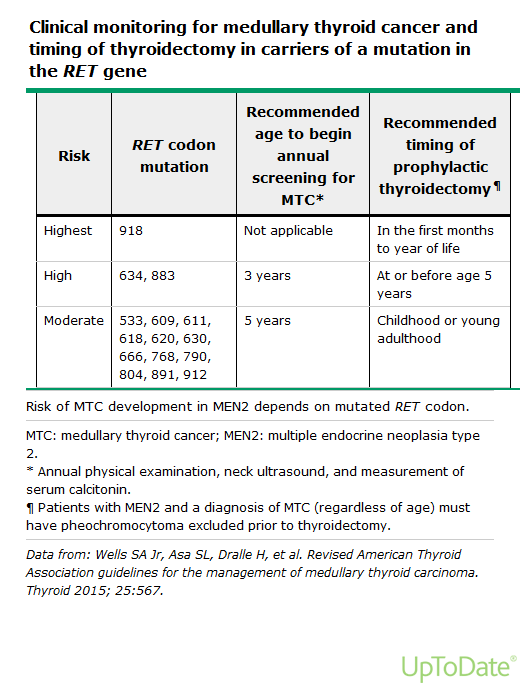 Clinical monitoring for medullary thyroid cancer and
timing of thyroidectomy in carriers of a mutation in
the RET gene
Risk
RET codon
mutation
Recommended
age to begin
annual
screening for
MTC*
Recommended
timing of
prophylactic
thyroidectomy¶
Highest
918
Not applicable
In the first months
to year of life
High
634, 883
3 years
At or before age 5
years
Moderate
533, 609, 611,
618, 620, 630,
666, 768, 790,
804, 891, 912
5 years
Childhood or young
adulthood
Risk of MTC development in MEN2 depends on mutated RET codon.
MTC: medullary thyroid cancer; MEN2: multiple endocrine neoplasia type
2.
* Annual physical examination, neck ultrasound, and measurement of
serum calcitonin.
¶ Patients with MEN2 and a diagnosis of MTC (regardless of age) must
have pheochromocytoma excluded prior to thyroidectomy.
Data from: Wells SA Jr, Asa SL, Dralle H, et al. Revised American Thyroid
Association guidelines for the management of medullary thyroid carcinoma.
Thyroid 2015; 25:567.
UpToDate®